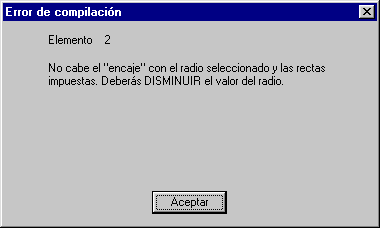 Error de compilación
Elemento 2
No cabe el "encaje" con el radio seleccionado y las rectas
impuestas. Deberás DISMINUIR el valor del radio.
Aceptar